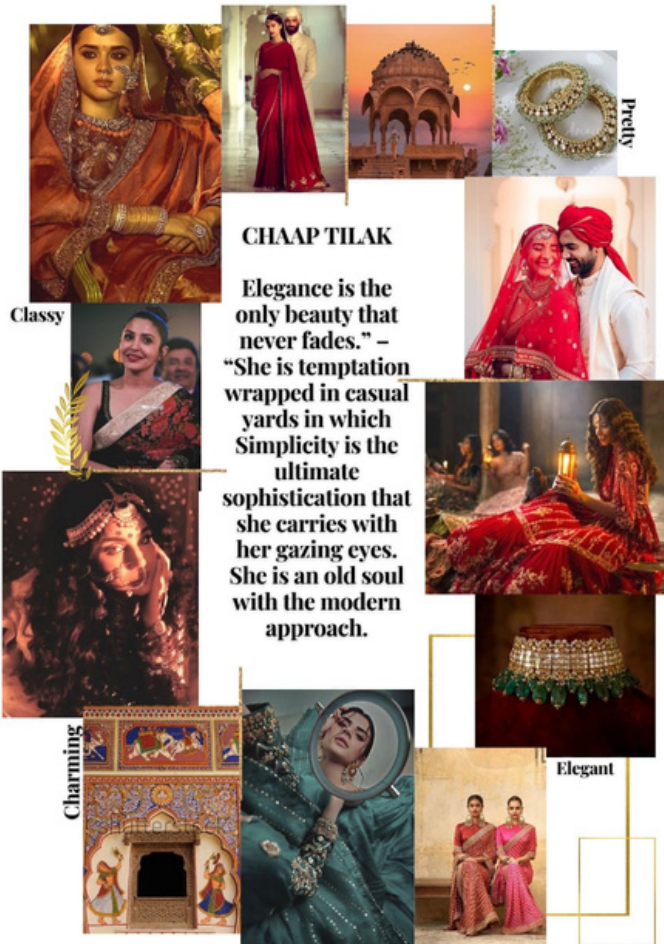 Pretty
CHAAP TILAK
Elegance is the
only beauty that
never fades.” –
“She is temptation
wrapped in casual
yards in which
Simplicity is the
ultimate
sophistication that
she carries with
her gazing eyes.
She is an old soul
with the modern
approach.
Classy
Charming
Elegant